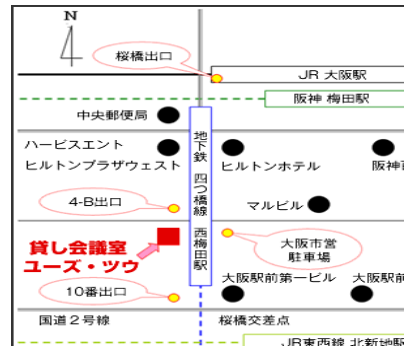 N
桜橋出口
JR 大阪駅
阪神 梅田駅
中央郵便局
ハービスエント
ヒルトンプラザウェスト
地下鉄 四つ橋線 西梅田駅
ヒルトンホテル
阪神百
4-B出口
マルビル
貸し会議室
ユーズ・ツウ
大阪市営
駐車場
10番出口
大阪駅前第一ビル
大阪駅前
国道2号線
桜橋交差点
JR東西線 北新地駅